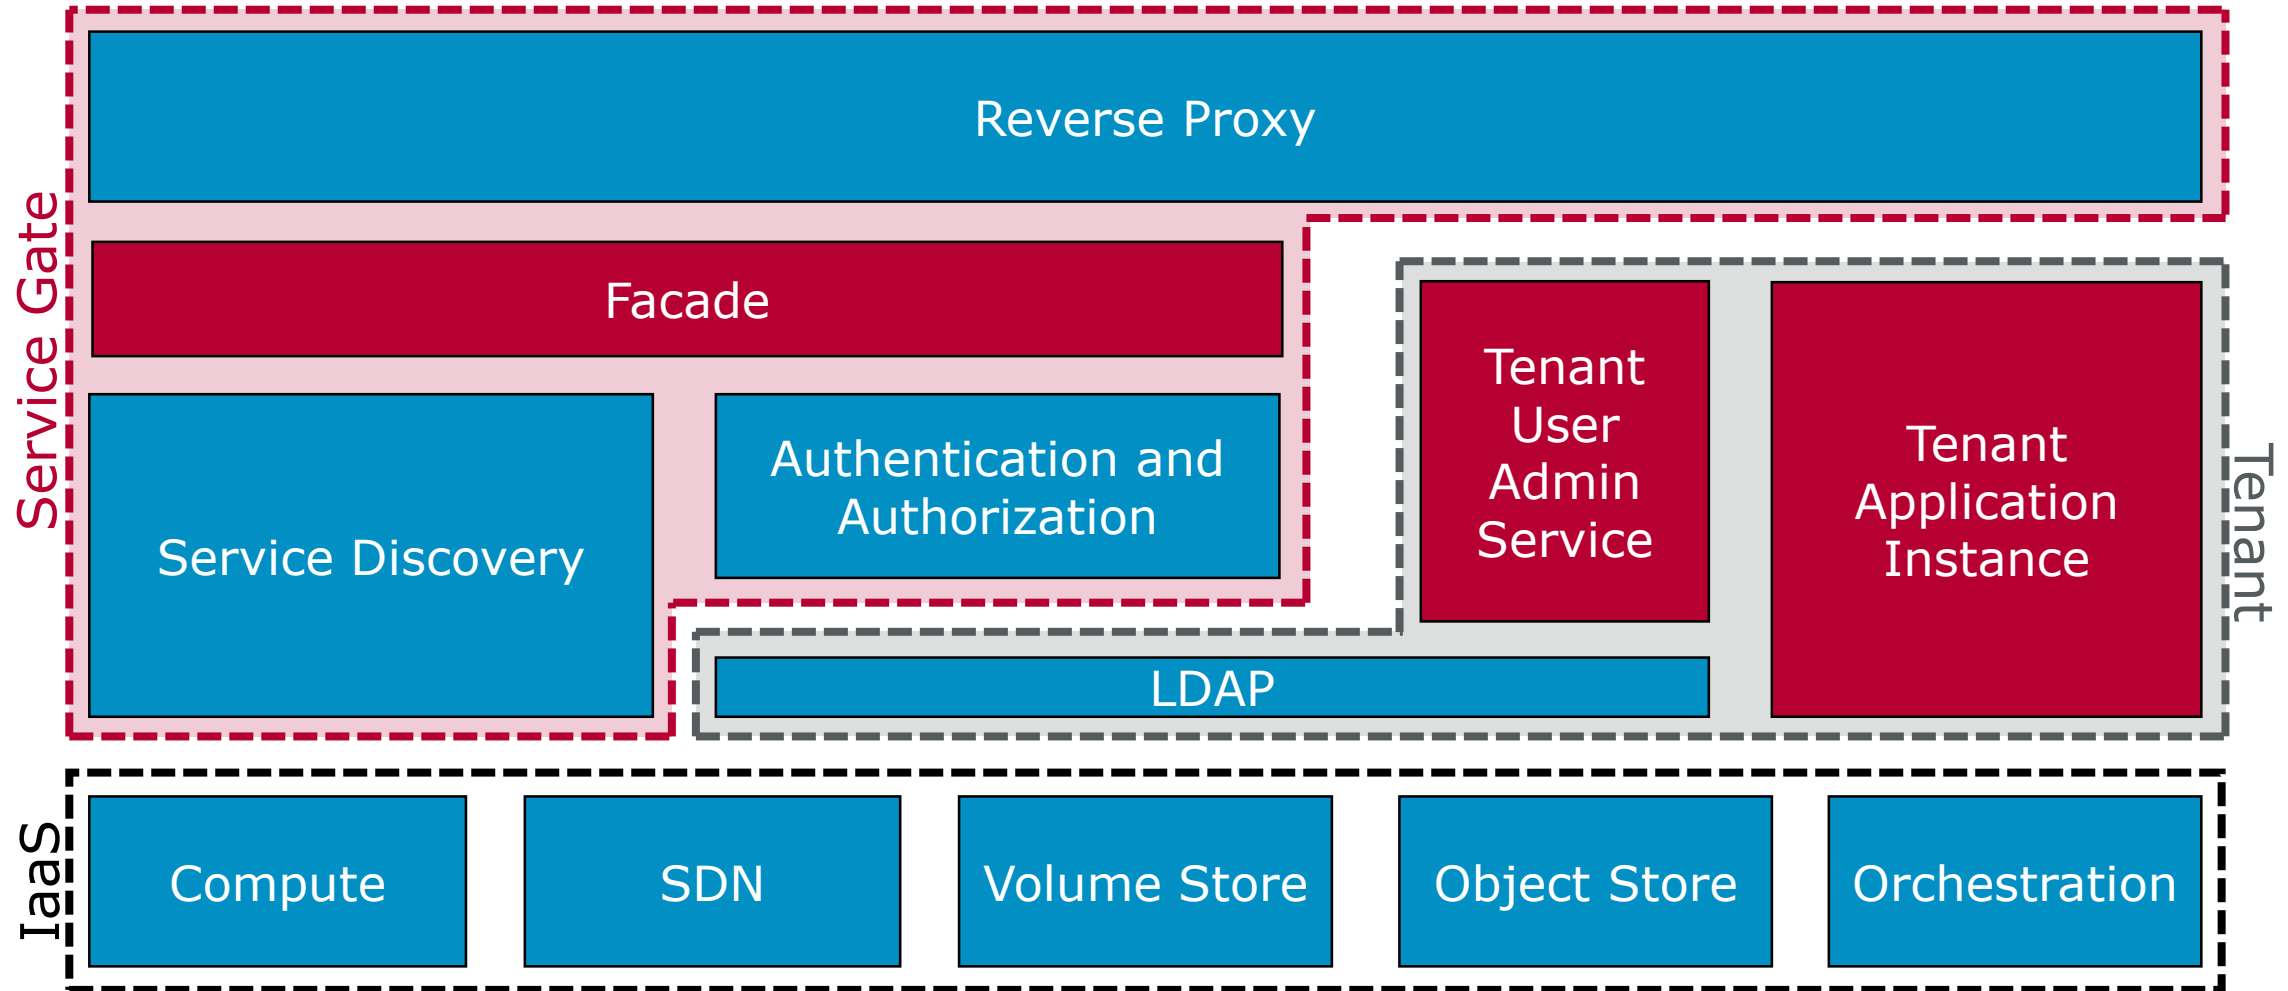 Service Gate
Reverse Proxy
Facade
Service Discovery
Authentication and
Authorization
Tenant
User
Admin
Service
Tenant
Application
Instance
Tenant
LDAP
IaaS
Compute
SDN
Volume Store
Object Store
Orchestration